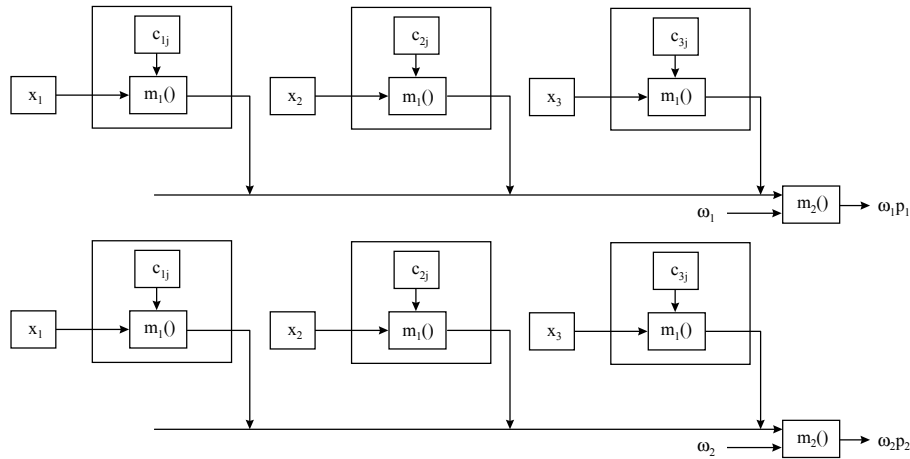 c₁ⱼ c₂ⱼ c₃ⱼ
x₁ m₁() x₂ m₁() x₃ m₁()
ω₁ m₂() ω₁p₁
c₁ⱼ c₂ⱼ c₃ⱼ
x₁ m₁() x₂ m₁() x₃ m₁()
ω₂ m₂() ω₂p₂